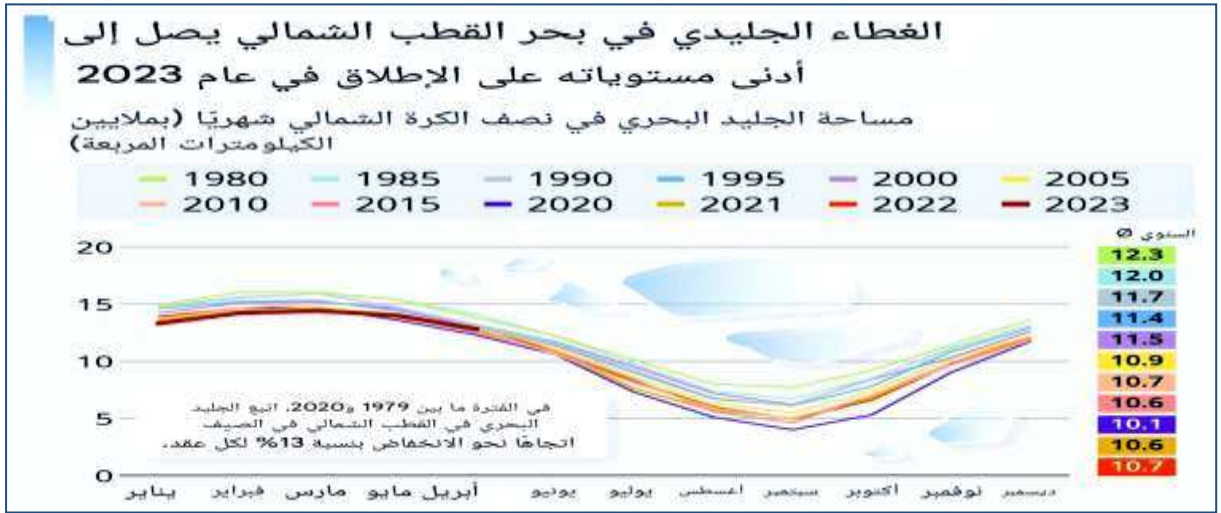 الغطاء الجليدي في بحر القطب الشمالي يصل إلى
أدنى مستوياته على الإطلاق في عام 2023
مساحة الجليد البحري في نصف الكرة الشمالي شهريًا (بملايين
الكيلومترات المربعة)
1980 1985 1990 1995 2000 2005
2010 2015 2020 2021 2022 2023
السنوي Ø
20
12.3
12.0
15
11.7
11.4
11.5
10
10.9
10.7
10.6
5
10.1
10.6
10.7
0
في الفترة ما بين 1979 و2020، اتبع الجليد
البحري في القطب الشمالي في الصيف
اتجاهًا نحو الانخفاض بنسبة 13% لكل عقد.
يناير فبراير مارس مايو أبريل يونيو يوليو أغسطس سبتمبر أكتوبر نوفمبر ديسمبر